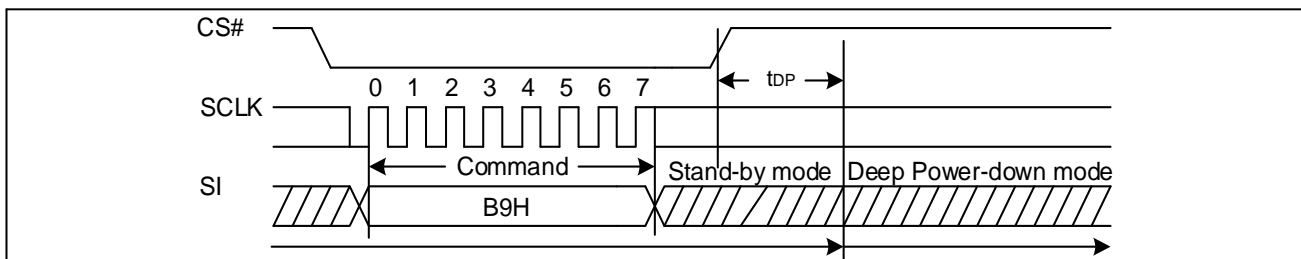 CS#
tDP
0 1 2 3 4 5 6 7
SCLK
Command
Stand-by mode Deep Power-down mode
SI
B9H